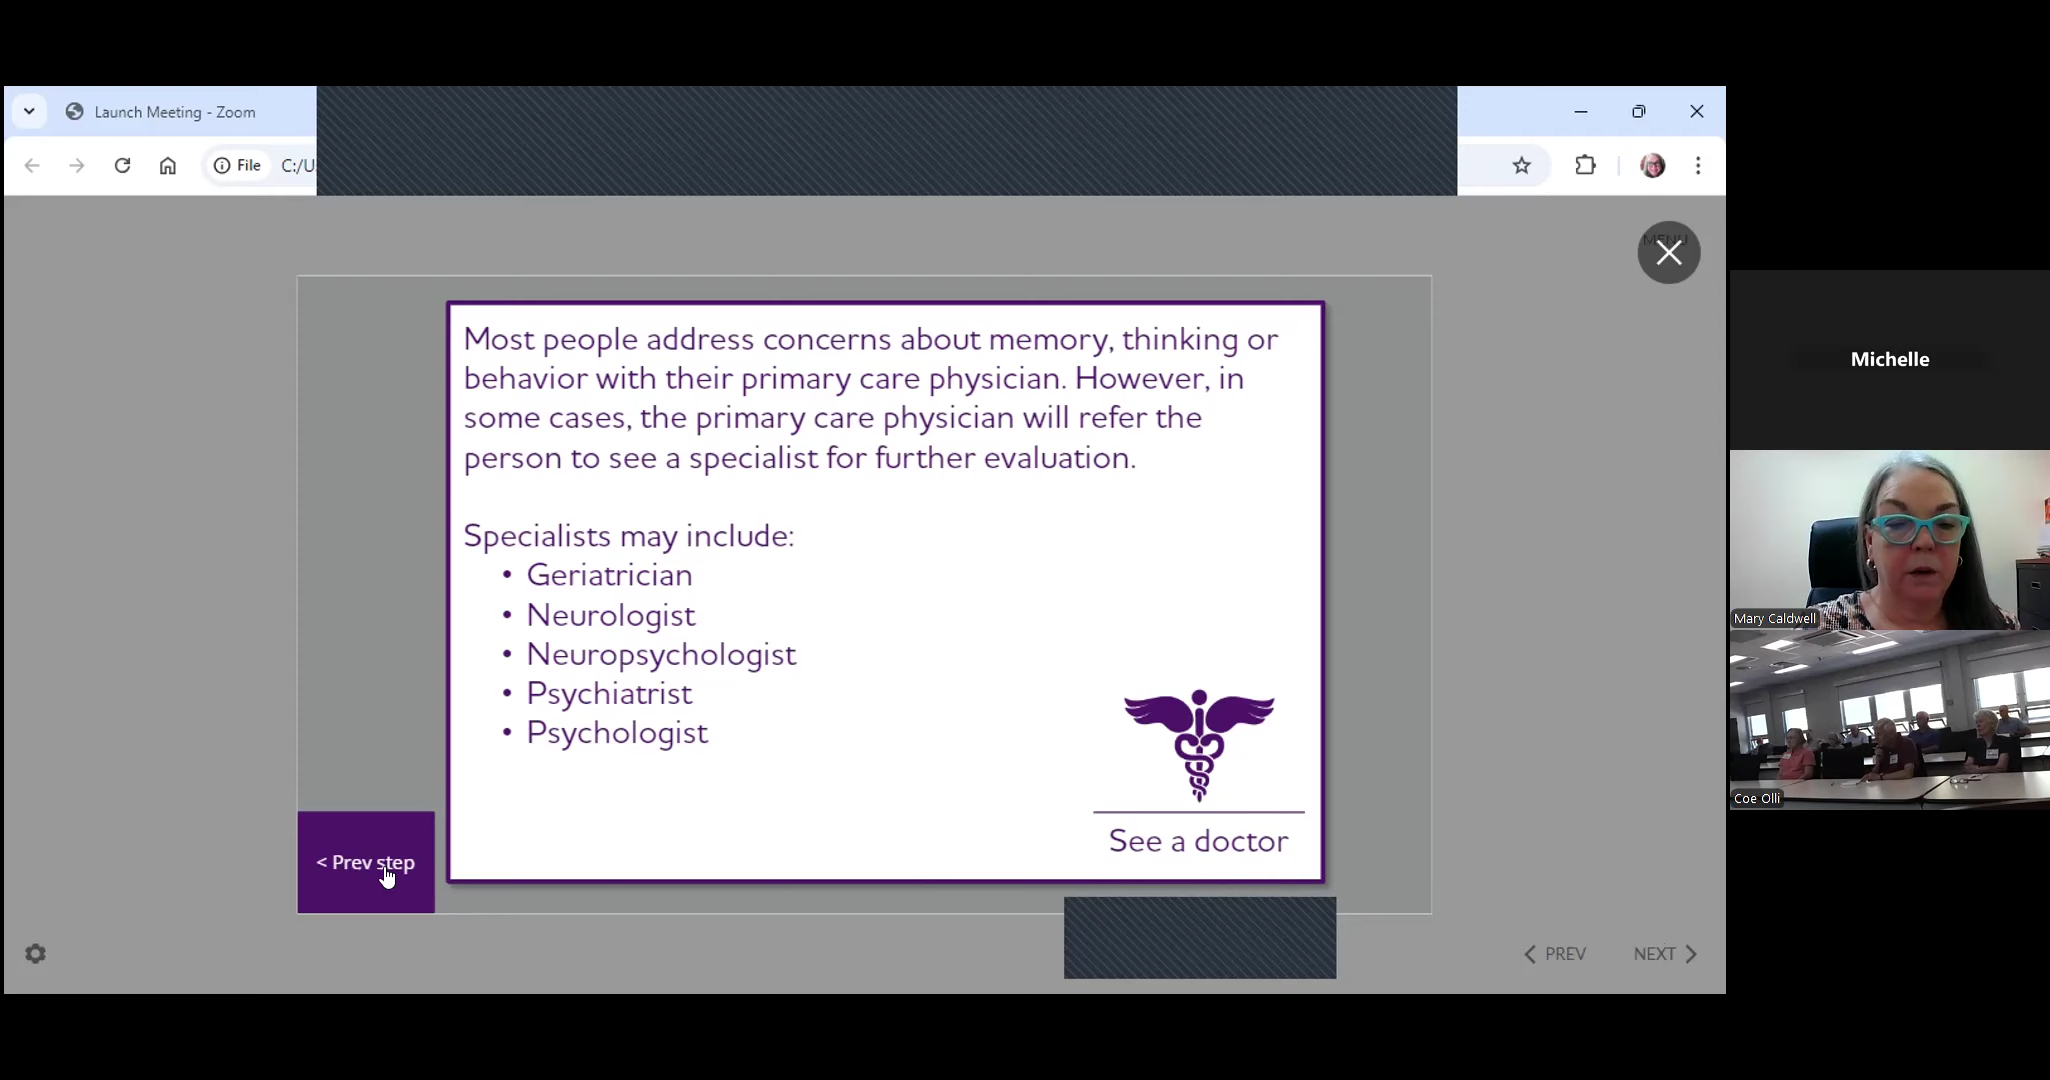 Launch Meeting - Zoom
File C:/U
MENU
Most people address concerns about memory, thinking or
behavior with their primary care physician. However, in
some cases, the primary care physician will refer the
person to see a specialist for further evaluation.
Specialists may include:
• Geriatrician
• Neurologist
• Neuropsychologist
• Psychiatrist
• Psychologist
See a doctor
< Prev step
PREV NEXT
Michelle
Mary Caldwell
Coe Olli